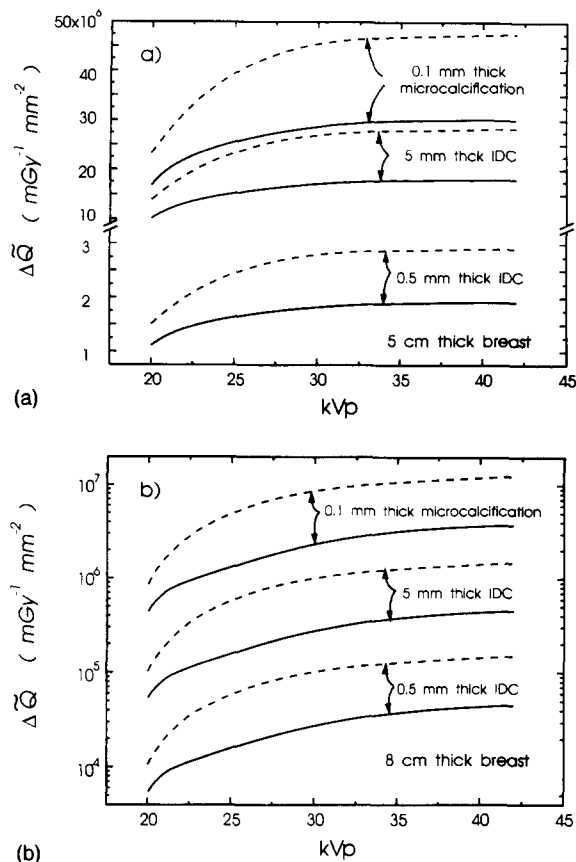 50x10⁶
a)
40
30
20
10
3
2
1
ΔQ̃ ( mGy⁻¹ mm⁻² )
0.1 mm thick
microcalcification
5 mm thck IDC
0.5 mm thick IDC
5 cm thick breast
20 25 30 35 40 45
(a)
kVp
b)
10⁷
10⁶
10⁵
10⁴
ΔQ̃ ( mGy⁻¹ mm⁻² )
0.1 mm thick microcalcification
5 mm thick IDC
0.5 mm thick IDC
8 cm thick breast
20 25 30 35 40 45
(b)
kVp